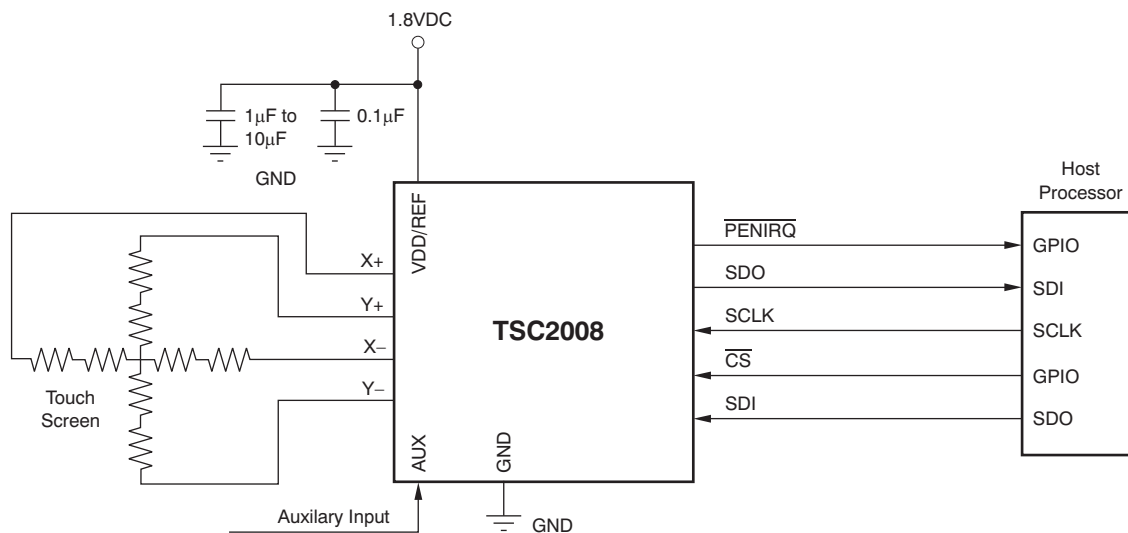 1.8VDC
1μF to
10μF
0.1μF
GND
Host
Processor
VDD/REF
X+
Y+
X−
Y−
TSC2008
AUX
GND
PENIRQ
SDO
SCLK
CS
SDI
GPIO
SDI
SCLK
GPIO
SDO
Touch
Screen
Auxilary Input
GND